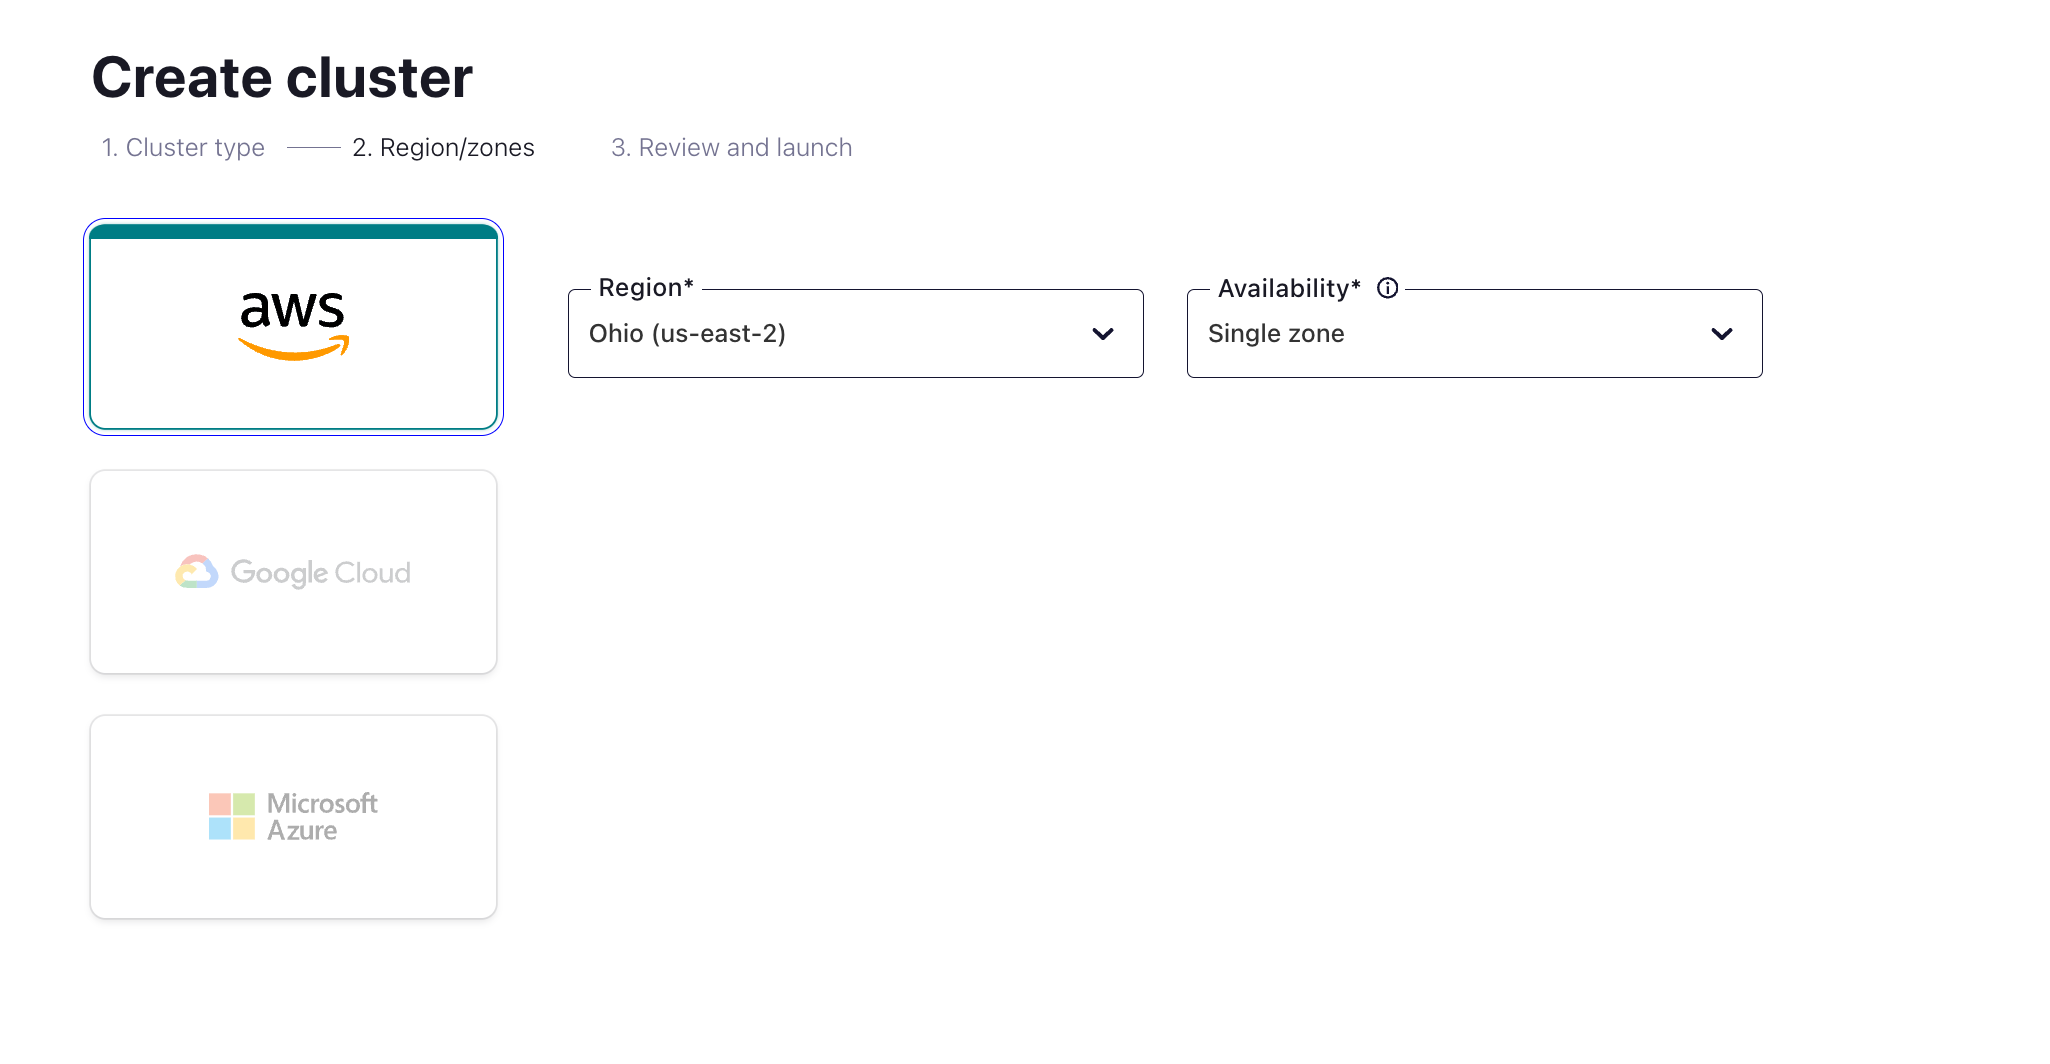 Create cluster
1. Cluster type 2. Region/zones 3. Review and launch
aws
Region*
Ohio (us-east-2)
Availability*
Single zone
Google Cloud
Microsoft
Azure